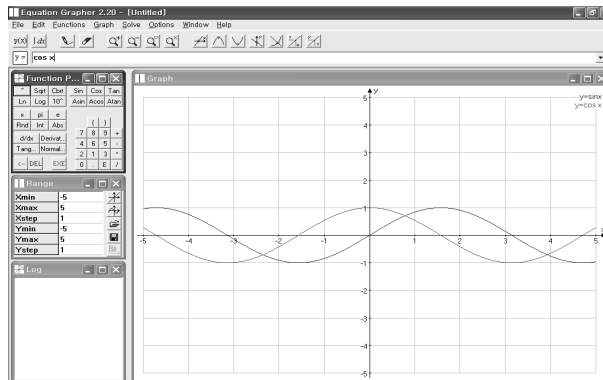 Equation Grapher 2.20 - [Untitled]
File Edit Functions Graph Solve Options Window Help
y(x) ∫dx
y = cos x
Function P...
^ Sqrt Cbrt Sin Cos Tan
Ln Log 10^ Asin Acos Atan
x pi e
Rnd Int Abs ( )
d/dx Derivat... 7 8 9 +
Tang... Normal... 4 6 5 -
2 1 3 *
<-- DEL EXE 0 . E /
Range
Xmin -5
Xmax 5
Xstep 1
Ymin -5
Ymax 5
Ystep 1
Log
Graph
y
y=sinx
y=cos x
5
4
3
2
1
-5 -4 -3 -2 -1 0 1 2 3 4 5
-1
-2
-3
-4
-5